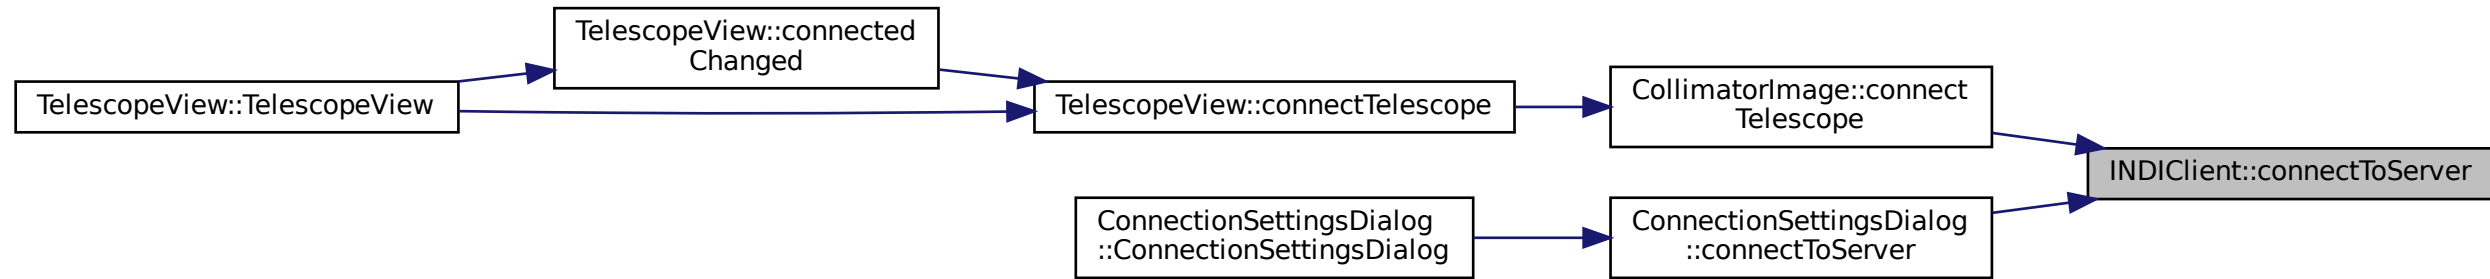 TelescopeView::connected
Changed
TelescopeView::TelescopeView
TelescopeView::connectTelescope
CollimatorImage::connect
Telescope
INDIClient::connectToServer
ConnectionSettingsDialog
::ConnectionSettingsDialog
ConnectionSettingsDialog
::connectToServer